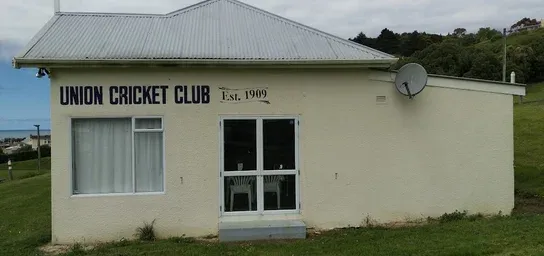 UNION CRICKET CLUB Est. 1909